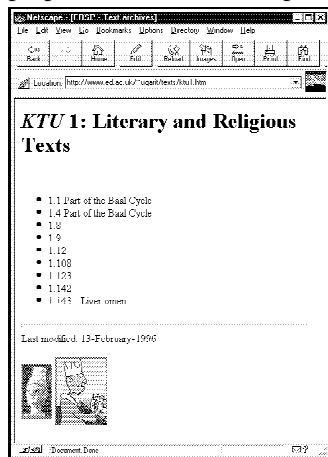 Netscape - [EDSP - Text archives]
File Edit View Go Bookmarks Options Directory Window Help
Back Home Edit Reload Images Open Print Find
Location: http://www.ed.ac.uk/~ugarit/texts/ktu1.htm
KTU 1: Literary and Religious
Texts
1.1 Part of the Baal Cycle
1.4 Part of the Baal Cycle
1.8
1.9
1.12
1.108
1.123
1.142
1.143 Liver omen
Last modified: 13-February-1996
Document: Done